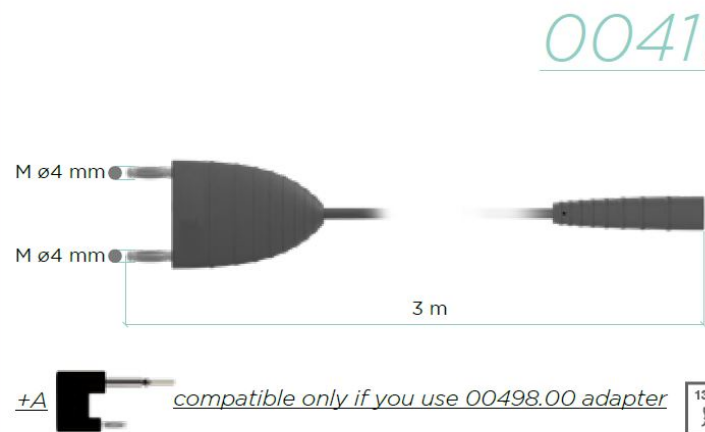 0041
M ø4 mm
M ø4 mm
3 m
+A compatible only if you use 00498.00 adapter